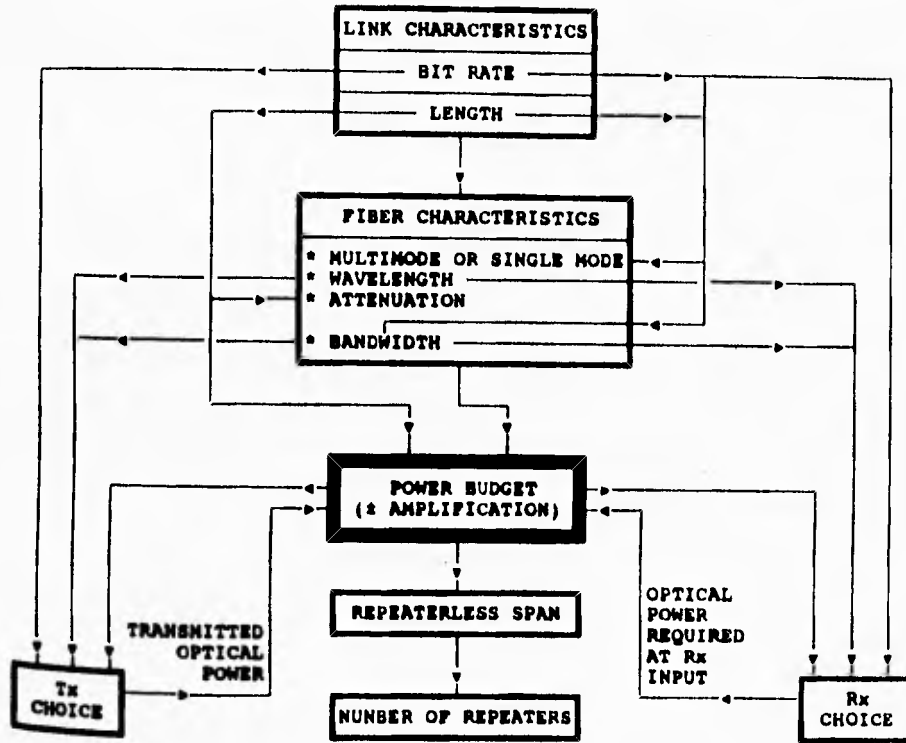 LINK CHARACTERISTICS
BIT RATE
LENGTH
FIBER CHARACTERISTICS
* MULTIMODE OR SINGLE MODE
* WAVELENGTH
* ATTENUATION
* BANDWIDTH
POWER BUDGET
(± AMPLIFICATION)
REPEATERLESS SPAN
TRANSMITTED
OPTICAL
POWER
OPTICAL
POWER
REQUIRED
AT Rx
INPUT
Tx
CHOICE
NUNBER OF REPEATERS
Rx
CHOICE